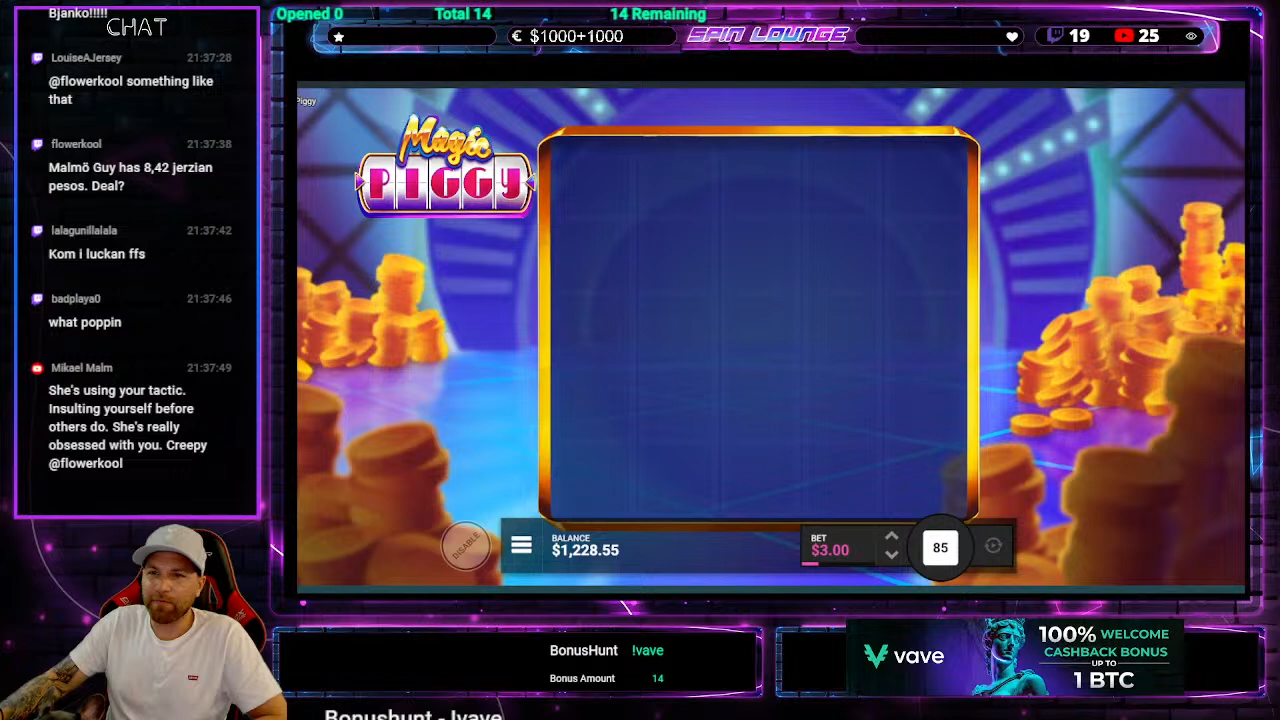 Bjanko!!!!!
CHAT
LouiseAJersey 21:37:28
@flowerkool something like
that
flowerkool 21:37:38
Malmö Guy has 8,42 jerzian
pesos. Deal?
lalagunillalala 21:37:42
Kom i luckan ffs
badplaya0 21:37:46
what poppin
Mikael Malm 21:37:49
She's using your tactic.
Insulting yourself before
others do. She's really
obsessed with you. Creepy
@flowerkool
Opened 0 Total 14 14 Remaining
€ $1000+1000 SPIN LOUNGE 19 25
Piggy
Magic
PIGGY
DISABLE
BALANCE
$1,228.55
BET
$3.00
85
BonusHunt !vave
Bonus Amount 14
vave
100% WELCOME
CASHBACK BONUS
UP TO
1 BTC
Bonushunt - !vave